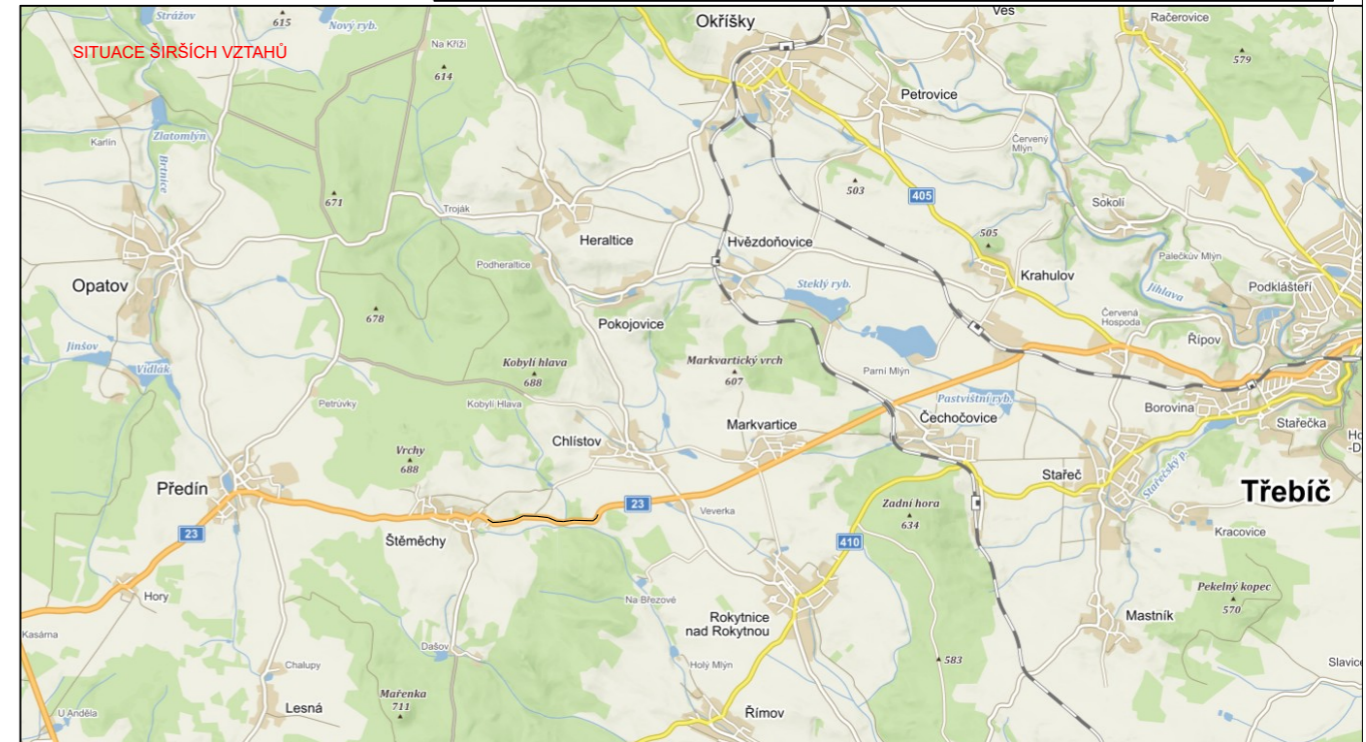 SITUACE ŠIRŠÍCH VZTAHŮ
Strážov
615
Nový ryb.
Na Kříži
614
Okříšky
Ves
Račerovice
579
Petrovice
Karlín
Zlatomlýn
Brtnice
Červený
Mlýn
671
Troják
503
405
Sokolí
Heraltice
Hvězdoňovice
505
Palečkův Mlýn
Podheraltice
Krahulov
Opatov
Steklý ryb.
Jihlava
Podklášteří
678
Pokojovice
Červená
Hospoda
Řípov
Jinšov
Vidlák
Kobylí hlava
688
Markvartický vrch
607
Parní Mlýn
Petrůvky
Kobylí Hlava
Pastvištní ryb.
Borovina
Čechočovice
Stařečka
Markvartice
Chlístov
Vrchy
688
Stařeč
Stařečský p.
Předín
Třebíč
23
23
Veverka
Zadní hora
634
Štěměchy
410
Kracovice
Pekelný kopec
570
Hory
Na Březové
Rokytnice
nad Rokytnou
Mastník
Kasárna
Dašov
Holý Mlýn
583
Chalupy
Slavice
Mařenka
711
Lesná
U Anděla
Římov